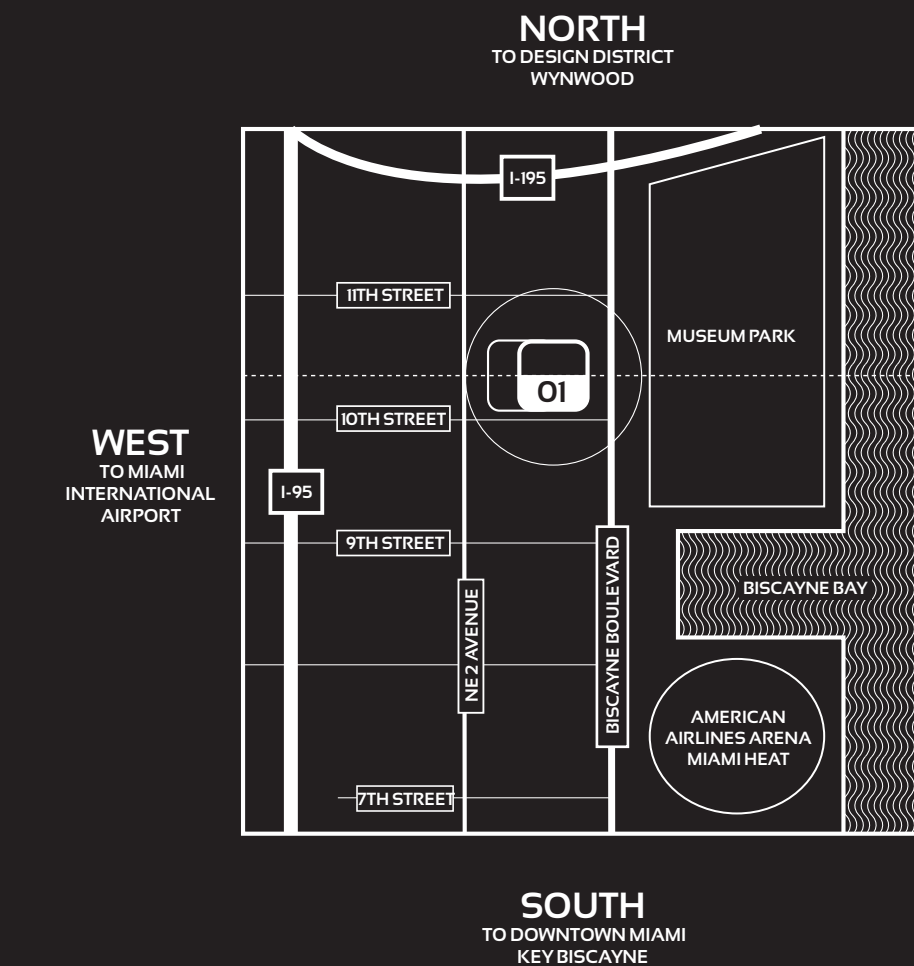 NORTH
TO DESIGN DISTRICT
WYNWOOD
I-195
11TH STREET
MUSEUM PARK
01
10TH STREET
WEST
TO MIAMI
INTERNATIONAL
AIRPORT
I-95
9TH STREET
BISCAYNE BOULEVARD
BISCAYNE BAY
NE 2 AVENUE
AMERICAN
AIRLINES ARENA
MIAMI HEAT
7TH STREET
SOUTH
TO DOWNTOWN MIAMI
KEY BISCAYNE